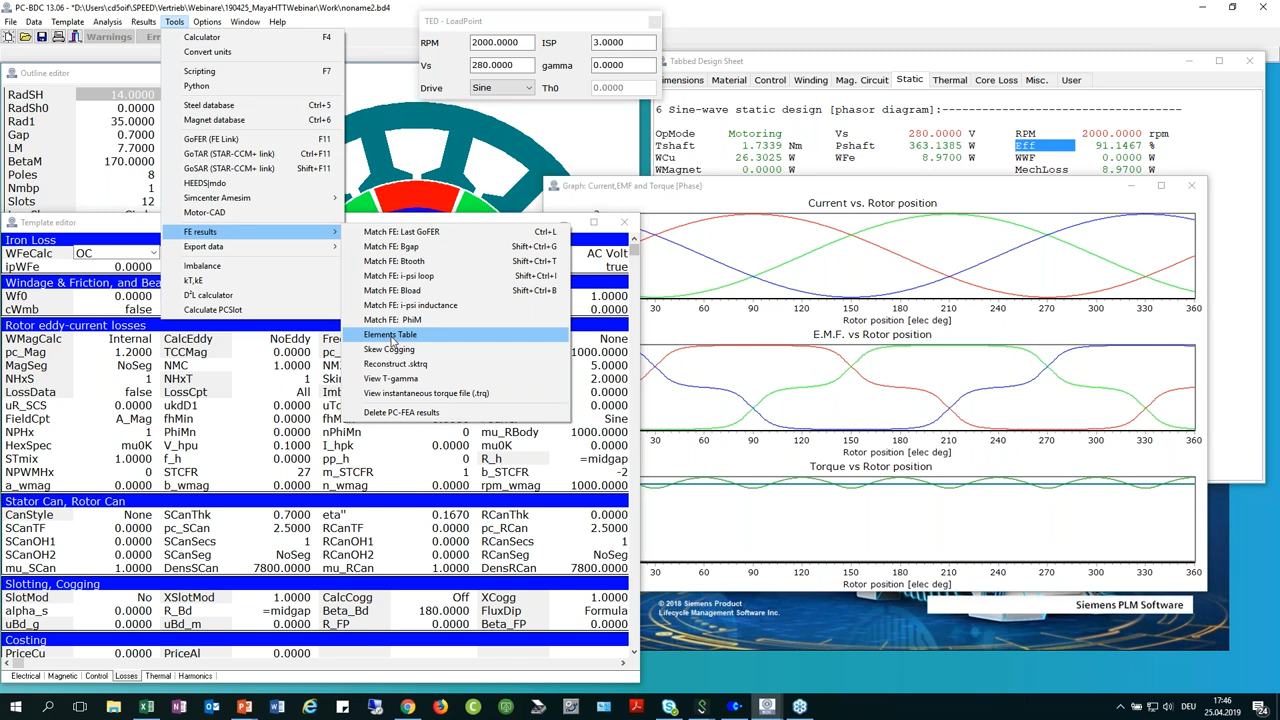 PC-BDC 13.06 - *D:\cd5oif\SPEED\Vertrieb\Webinare\190425_MayaHTTWebinar\Work\noname2.bd4
File Data Template Analysis Results Tools Options Window Help
Warnings Err
Calculator F4
Convert units
Scripting F7
Python
Steel database Ctrl+5
Magnet database Ctrl+6
GoFER (FE Link) F11
GoTAR (STAR-CCM+ link) Ctrl+F11
GoSAR (STAR-CCM+ link) Shift+F11
HEEDS|mdo
Simcenter Amesim
Motor-CAD
FE results
Export data
Imbalance
kT,kE
D²L calculator
Calculate PCSlot
Match FE: Last GoFER Ctrl+L
Match FE: Bgap Shift+Ctrl+G
Match FE: Btooth Shift+Ctrl+T
Match FE: i-psi loop Shift+Ctrl+I
Match FE: Bload Shift+Ctrl+B
Match FE: i-psi inductance
Match FE: PhiM
Elements Table
Skew Cogging
Reconstruct .sktrq
View T-gamma
View instantaneous torque file (.trq)
Delete PC-FEA results
TED - LoadPoint
RPM 2000.0000 ISP 3.0000
Vs 280.0000 gamma 0.0000
Drive Sine Th0 0.0000
Outline editor
RadSH 14.0000
RadSh0 0.0000
Rad1 35.0000
Gap 0.7000
LM 7.7000
BetaM 170.0000
Poles 8
Nmbp 1
Slots 12
Tabbed Design Sheet
imensions Material Control Winding Mag. Circuit Static Thermal Core Loss Misc. User
6 Sine-wave static design [phasor diagram]:
OpMode Motoring Vs 280.0000 V RPM 2000.0000 rpm
Tshaft 1.7339 Nm Pshaft 363.1385 W Eff 91.1467 %
WCu 26.3025 W WFe 8.9700 W WWF 0.0000 W
WMagnet 0.0000 W MechLoss 8.9700 W
Graph: Current,EMF and Torque [Phase]
Current vs. Rotor position
30 60 90 120 150 180 210 240 270 300 330 360
Rotor position [elec deg]
E.M.F. vs Rotor position
30 60 90 120 150 180 210 240 270 300 330 360
Rotor position [elec deg]
Torque vs Rotor position
30 60 90 120 150 180 210 240 270 300 330 360
Rotor position [elec deg]
Template editor
Iron Loss
WFeCalc OC AC Volt
ipWFe 0.0000 true
Windage & Friction, and Bea
Wf0 0.0000 1.0000
cWmb 1 0.0000
Rotor eddy-current losses
WMagCalc Internal CalcEddy NoEddy Fre None
pc_Mag 1.2000 TCCMag 0.0000 pc_ 1000.0000
MagSeg NoSeg NMC 1.0000 NM 72.0000
NHxS 1 NHxT 1 Skin 2.0000
LossData false LossCpt All Imb 0.0000
uR_SCS 0.0000 ukdD1 0.0000 uTo 0.0000
FieldCpt A_Mag fhMin 0.0000 fhM Sine
NPHx 1 NPhiMn 0 nPhiMn 0.0000 mu_RBody 1000.0000
HexSpec mu0K V_hpu 0.1000 I_hpk 0.0000 mu0K 0.0000
STmix 1.0000 f_h 0.0000 pp_h 0 R_h =midgap
NPWMHx 0 STCFR 27 m_STCFR 1 b_STCFR -2
a_wmag 0.0000 b_wmag 0.0000 n_wmag 0.0000 rpm_wmag 1000.0000
Stator Can, Rotor Can
CanStyle None SCanThk 0.7000 eta" 0.1670 RCanThk 0.0000
SCanTF 0.0000 pc_SCan 2.5000 RCanTF 0.0000 pc_RCan 2.5000
SCanOH1 0.0000 SCanSecs 1 RCanOH1 0.0000 RCanSecs 1
SCanOH2 0.0000 SCanSeg NoSeg RCanOH2 0.0000 RCanSeg NoSeg
mu_SCan 1.0000 DensSCan 7800.0000 mu_RCan 1.0000 DensRCan 7800.0000
Slotting, Cogging
SlotMod No XSlotMod 1.0000 CalcCogg Off XCogg 1.0000
alpha_s 0.0000 R_Bd =midgap Beta_Bd 180.0000 FluxDip Formula
uBd_g 0.0000 uBd_m 0.0000 R_FP 0.0000 Beta_FP 0.0000
Costing
PriceCu 0.0000 PriceAl 0.0000
Electrical Magnetic Control Losses Thermal Harmonics
© 2018 Siemens Product
Lifecycle Management Software Inc.
Siemens PLM Software
DEU 17:46
25.04.2019 24